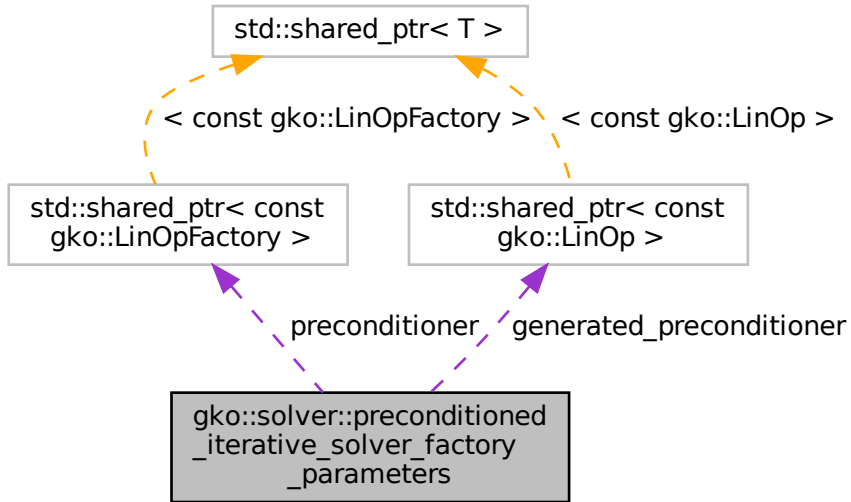 std::shared_ptr< T >
< const gko::LinOpFactory >
< const gko::LinOp >
std::shared_ptr< const
gko::LinOpFactory >
std::shared_ptr< const
gko::LinOp >
preconditioner
generated_preconditioner
gko::solver::preconditioned
_iterative_solver_factory
_parameters